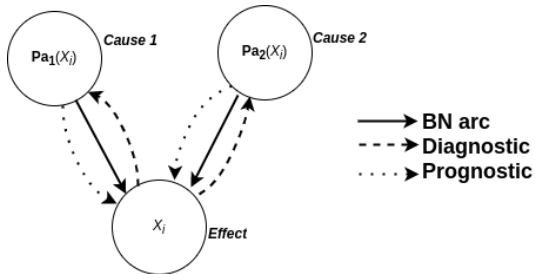 Cause 1
Pa₁(Xᵢ)
Cause 2
Pa₂(Xᵢ)
BN arc
Diagnostic
Prognostic
Xᵢ
Effect